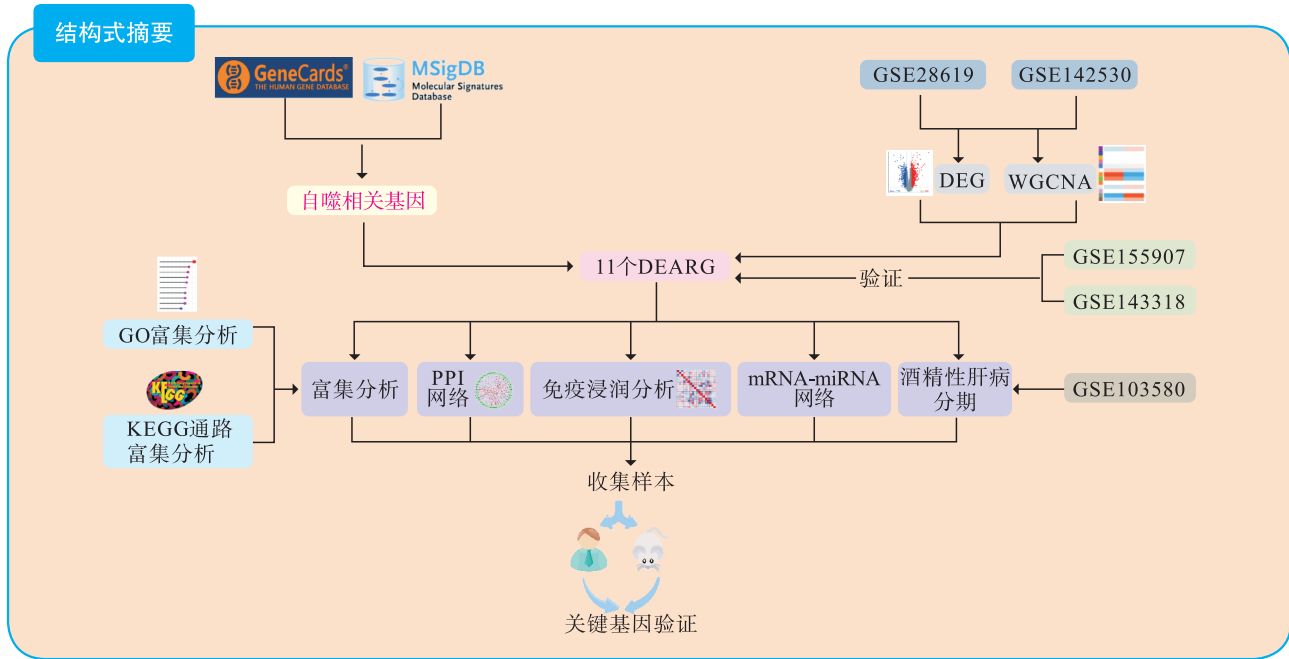 结构式摘要
GeneCards®
THE HUMAN GENE DATABASE
MSigDB
Molecular Signatures
Database
GSE28619
GSE142530
DEG
WGCNA
自噬相关基因
11个DEARG
验证
GSE155907
GSE143318
GO富集分析
KEGG
KEGG通路
富集分析
富集分析
PPI
网络
免疫浸润分析
mRNA-miRNA
网络
酒精性肝病
分期
GSE103580
收集样本
关键基因验证